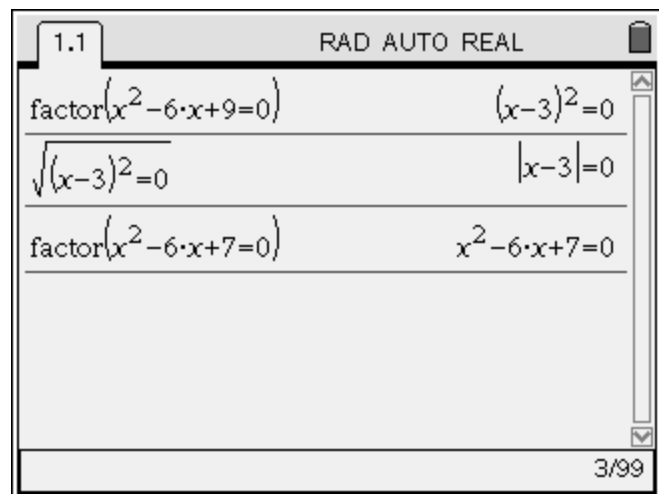 1.1 RAD AUTO REAL
factor(x²-6·x+9=0) (x-3)²=0
√(x-3)²=0 |x-3|=0
factor(x²-6·x+7=0) x²-6·x+7=0
3/99